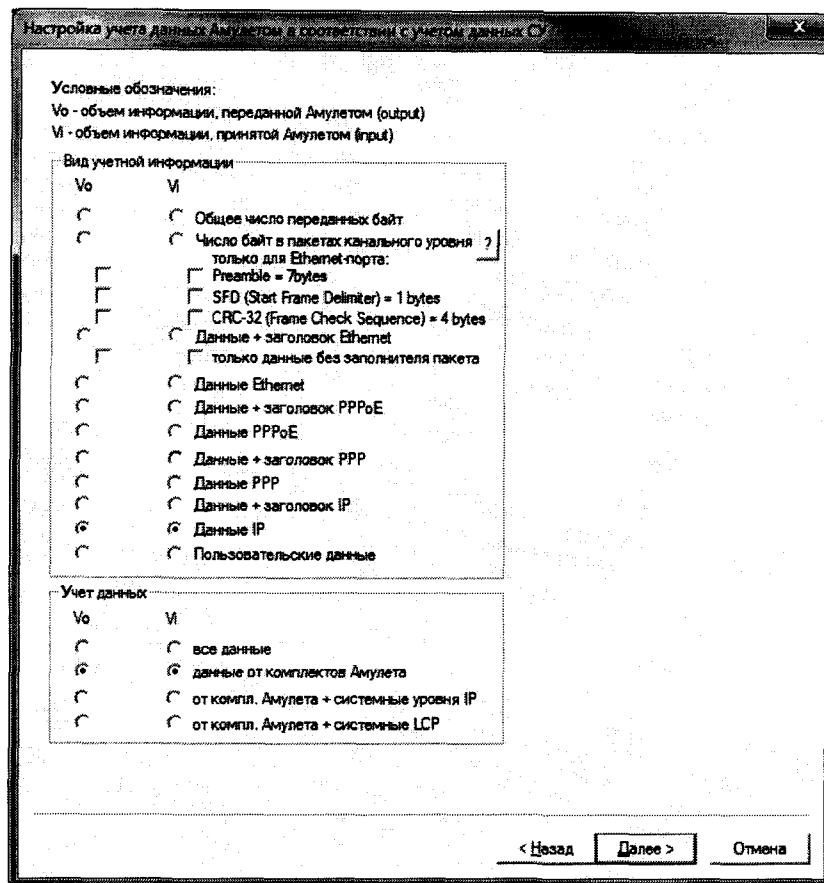 Настройка учета данных Амулетом в соответствии с учетом данных СУ X
Условные обозначения:
Vo - объем информации, переданной Амулетом (output)
Vi - объем информации, принятой Амулетом (input)
Вид учетной информации
Vo Vi
Общее число переданных байт
Число байт в пакетах канального уровня ?
только для Ethernet-порта:
Preamble = 7bytes
SFD (Start Frame Delimiter) = 1 bytes
CRC-32 (Frame Check Sequence) = 4 bytes
Данные + заголовок Ethernet
только данные без заполнителя пакета
Данные Ethernet
Данные + заголовок PPPoE
Данные PPPoE
Данные + заголовок PPP
Данные PPP
Данные + заголовок IP
Данные IP
Пользовательские данные
Учет данных
Vo Vi
все данные
данные от комплектов Амулета
от компл. Амулета + системные уровня IP
от компл. Амулета + системные LCP
< Назад Далее > Отмена